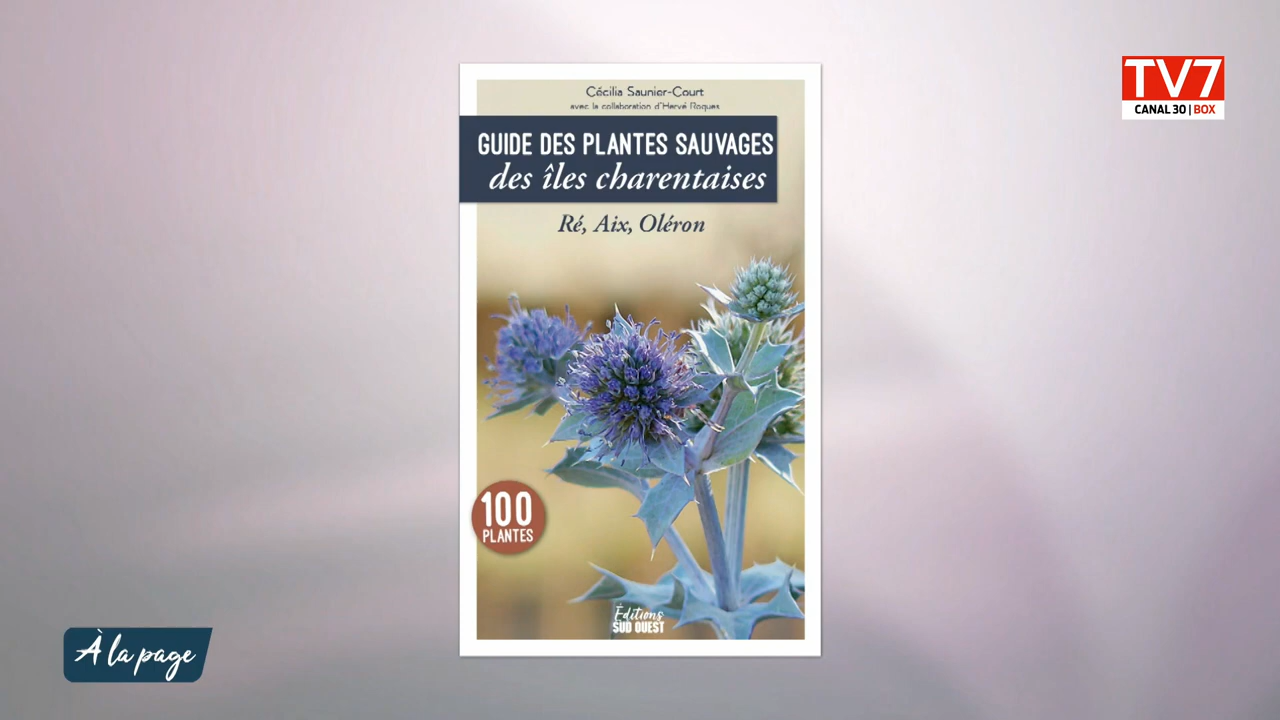 Cécilia Saunier-Court
avec la collaboration d'Hervé Roques
GUIDE DES PLANTES SAUVAGES
des îles charentaises
Ré, Aix, Oléron
100
PLANTES
Éditions
SUD OUEST
TV7
CANAL 30 | BOX
À la page